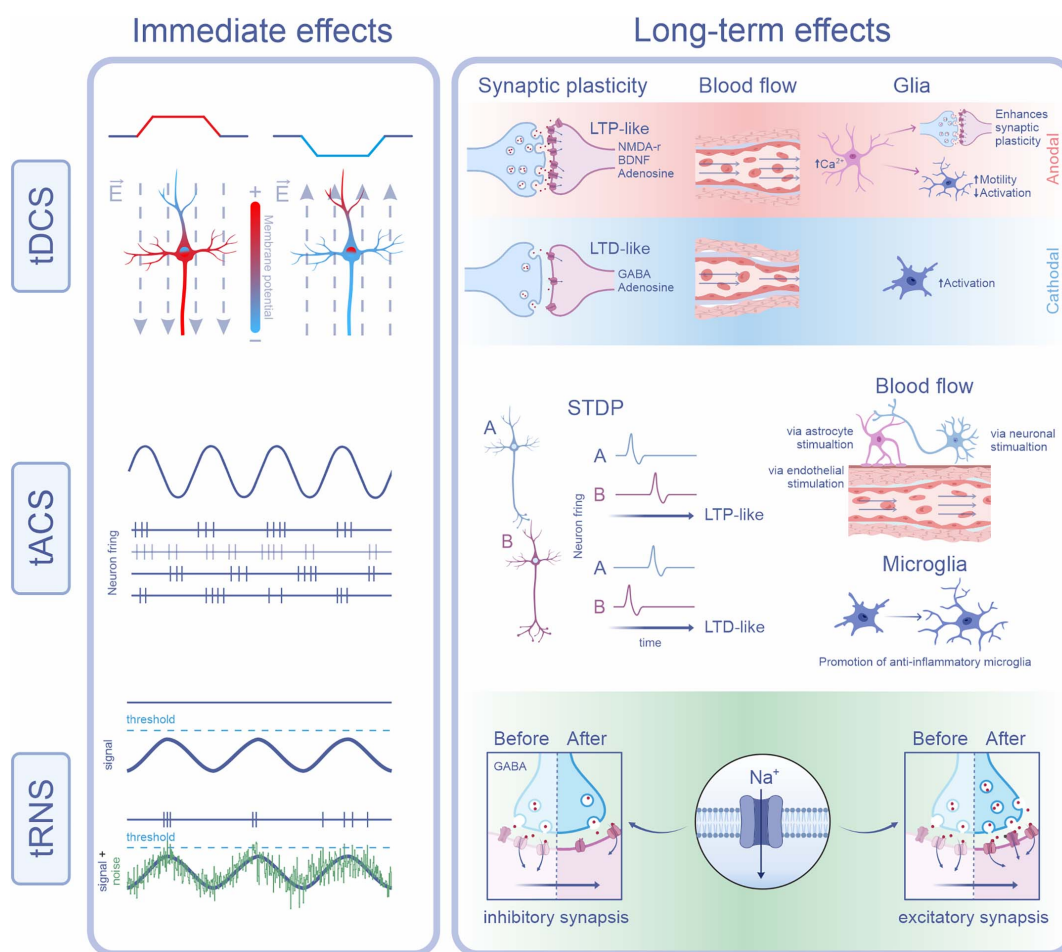 Immediate effects
Long-term effects
tDCS
E
E
+
Membrane potential
–
Synaptic plasticity
Blood flow
Glia
LTP-like
NMDA-r
BDNF
Adenosine
↑Ca²⁺
Enhances
synaptic
plasticity
↑Motility
↓Activation
Anodal
LTD-like
GABA
Adenosine
↑Activation
Cathodal
tACS
Neuron fring
A
B
STDP
Neuron fring
A
B
LTP-like
A
B
LTD-like
time
Blood flow
via astrocyte
stimualtion
via neuronal
stimualtion
via endothelial
stimulation
Microglia
Promotion of anti-inflammatory microglia
tRNS
threshold
signal
threshold
signal +
noise
Before
After
GABA
inhibitory synapsis
Na⁺
Before
After
excitatory synapsis